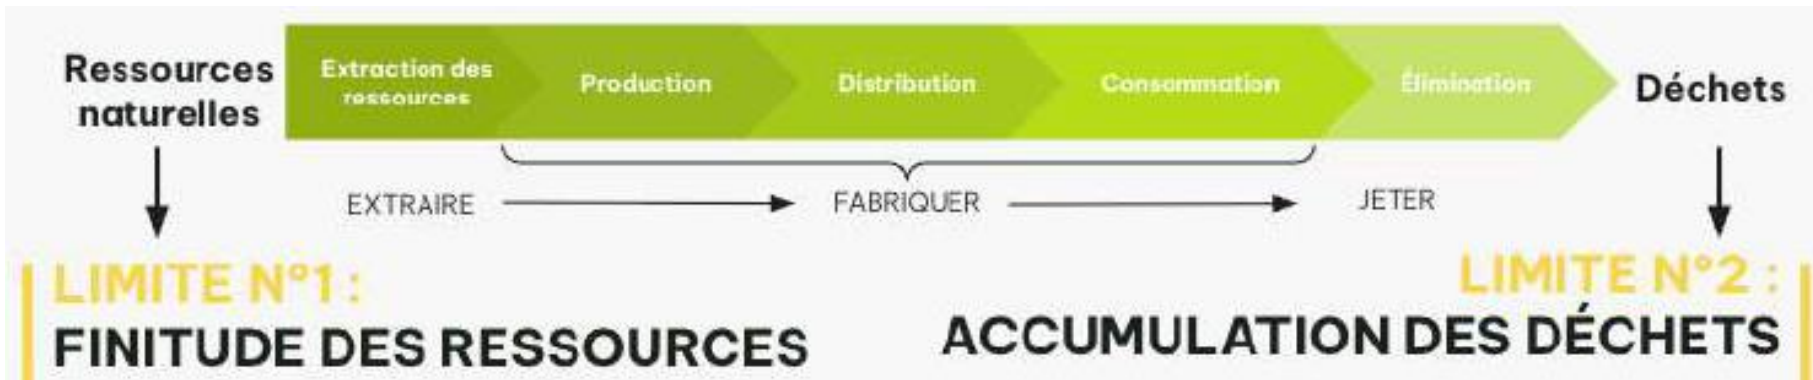 Ressources
naturelles
Extraction des
ressources
Production
Distribution
Consommation
Élimination
Déchets
EXTRAIRE
FABRIQUER
JETER
LIMITE N°1 :
FINITUDE DES RESSOURCES
LIMITE N°2 :
ACCUMULATION DES DÉCHETS